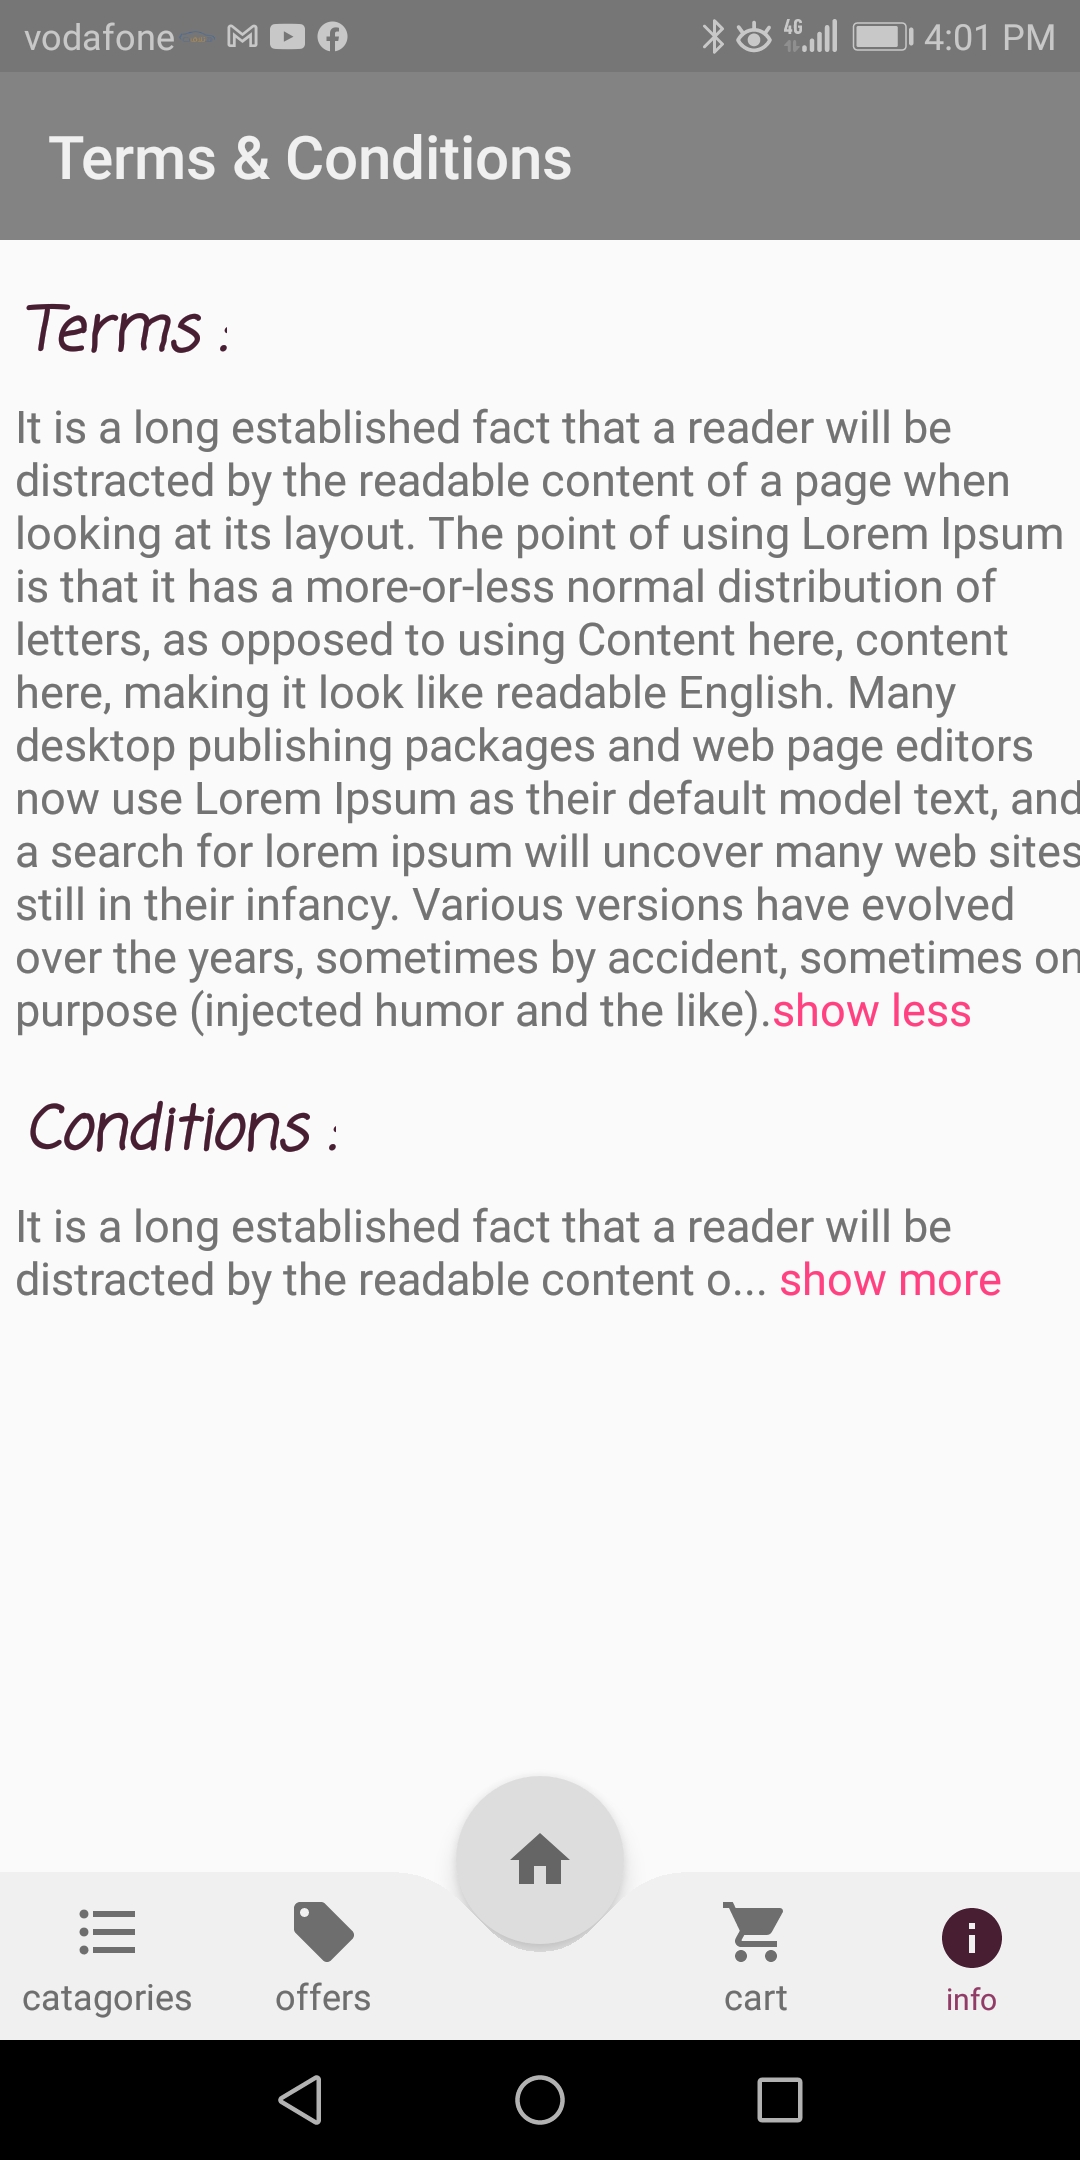 vodafone
4G
4:01 PM
Terms & Conditions
Terms :
It is a long established fact that a reader will be
distracted by the readable content of a page when
looking at its layout. The point of using Lorem Ipsum
is that it has a more-or-less normal distribution of
letters, as opposed to using Content here, content
here, making it look like readable English. Many
desktop publishing packages and web page editors
now use Lorem Ipsum as their default model text, and
a search for lorem ipsum will uncover many web sites
still in their infancy. Various versions have evolved
over the years, sometimes by accident, sometimes on
purpose (injected humor and the like).show less
Conditions :
It is a long established fact that a reader will be
distracted by the readable content o... show more
catagories
offers
cart
info